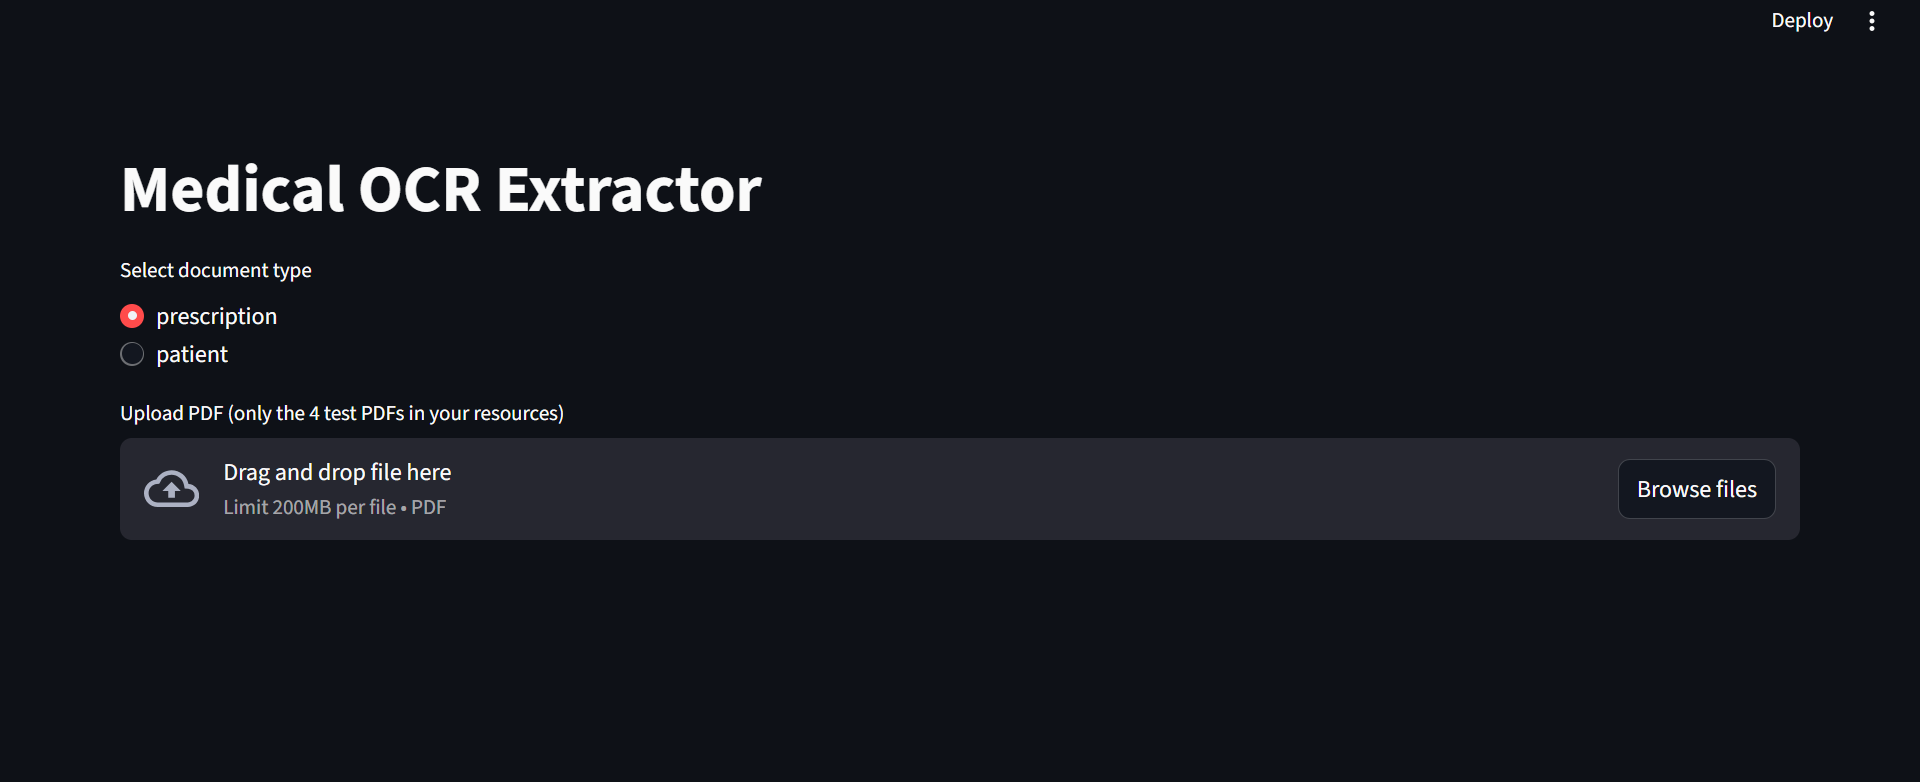 Deploy
Medical OCR Extractor
Select document type
prescription
patient
Upload PDF (only the 4 test PDFs in your resources)
Drag and drop file here
Limit 200MB per file • PDF
Browse files